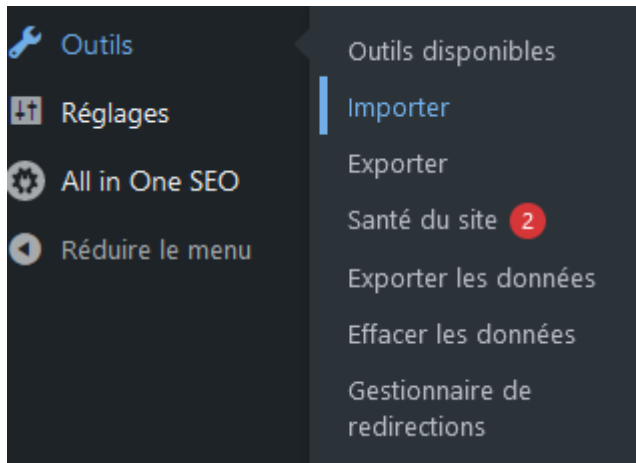 Outils
Réglages
All in One SEO
Réduire le menu
Outils disponibles
Importer
Exporter
Santé du site 2
Exporter les données
Effacer les données
Gestionnaire de
redirections